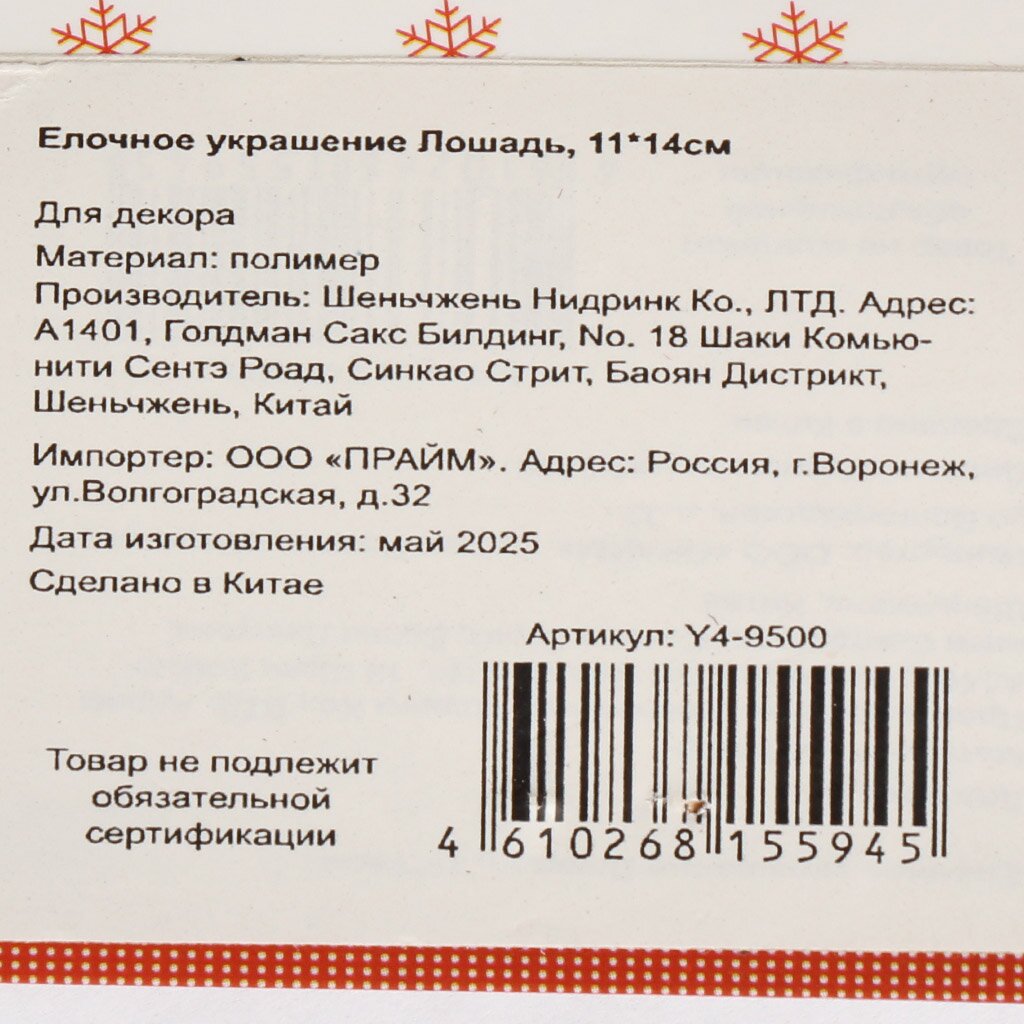 Елочное украшение Лошадь, 11*14см
Для декора
Материал: полимер
Производитель: Шеньчжень Нидринк Ко., ЛТД. Адрес:
А1401, Голдман Сакс Билдинг, No. 18 Шаки Комью-
нити Сентэ Роад, Синкао Стрит, Баоян Дистрикт,
Шеньчжень, Китай
Импортер: ООО «ПРАЙМ». Адрес: Россия, г.Воронеж,
ул.Волгоградская, д.32
Дата изготовления: май 2025
Сделано в Китае
Артикул: Y4-9500
Товар не подлежит
обязательной
сертификации
4 610268 155945